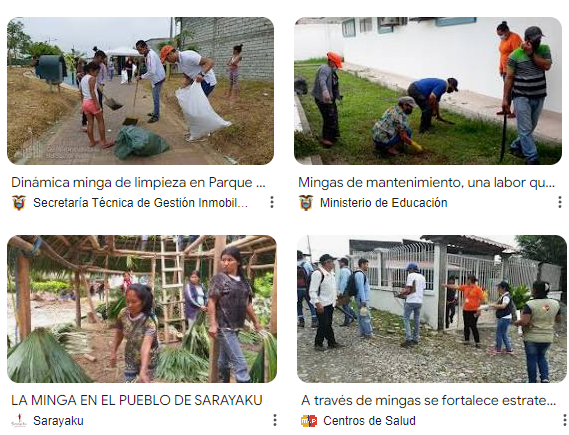 Dinámica minga de limpieza en Parque ...
Mingas de mantenimiento, una labor qu...
Secretaría Técnica de Gestión Inmobil...
Ministerio de Educación
LA MINGA EN EL PUEBLO DE SARAYAKU
A través de mingas se fortalece estrate...
Sarayaku
Centros de Salud